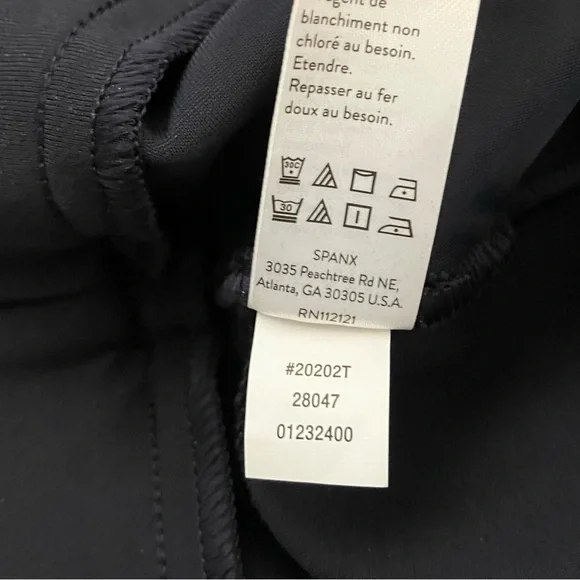 blanchiment non
chloré au besoin.
Etendre.
Repasser au fer
doux au besoin.
30C
30
SPANX
3035 Peachtree Rd NE,
Atlanta, GA 30305 U.S.A.
RN112121
#20202T
28047
01232400